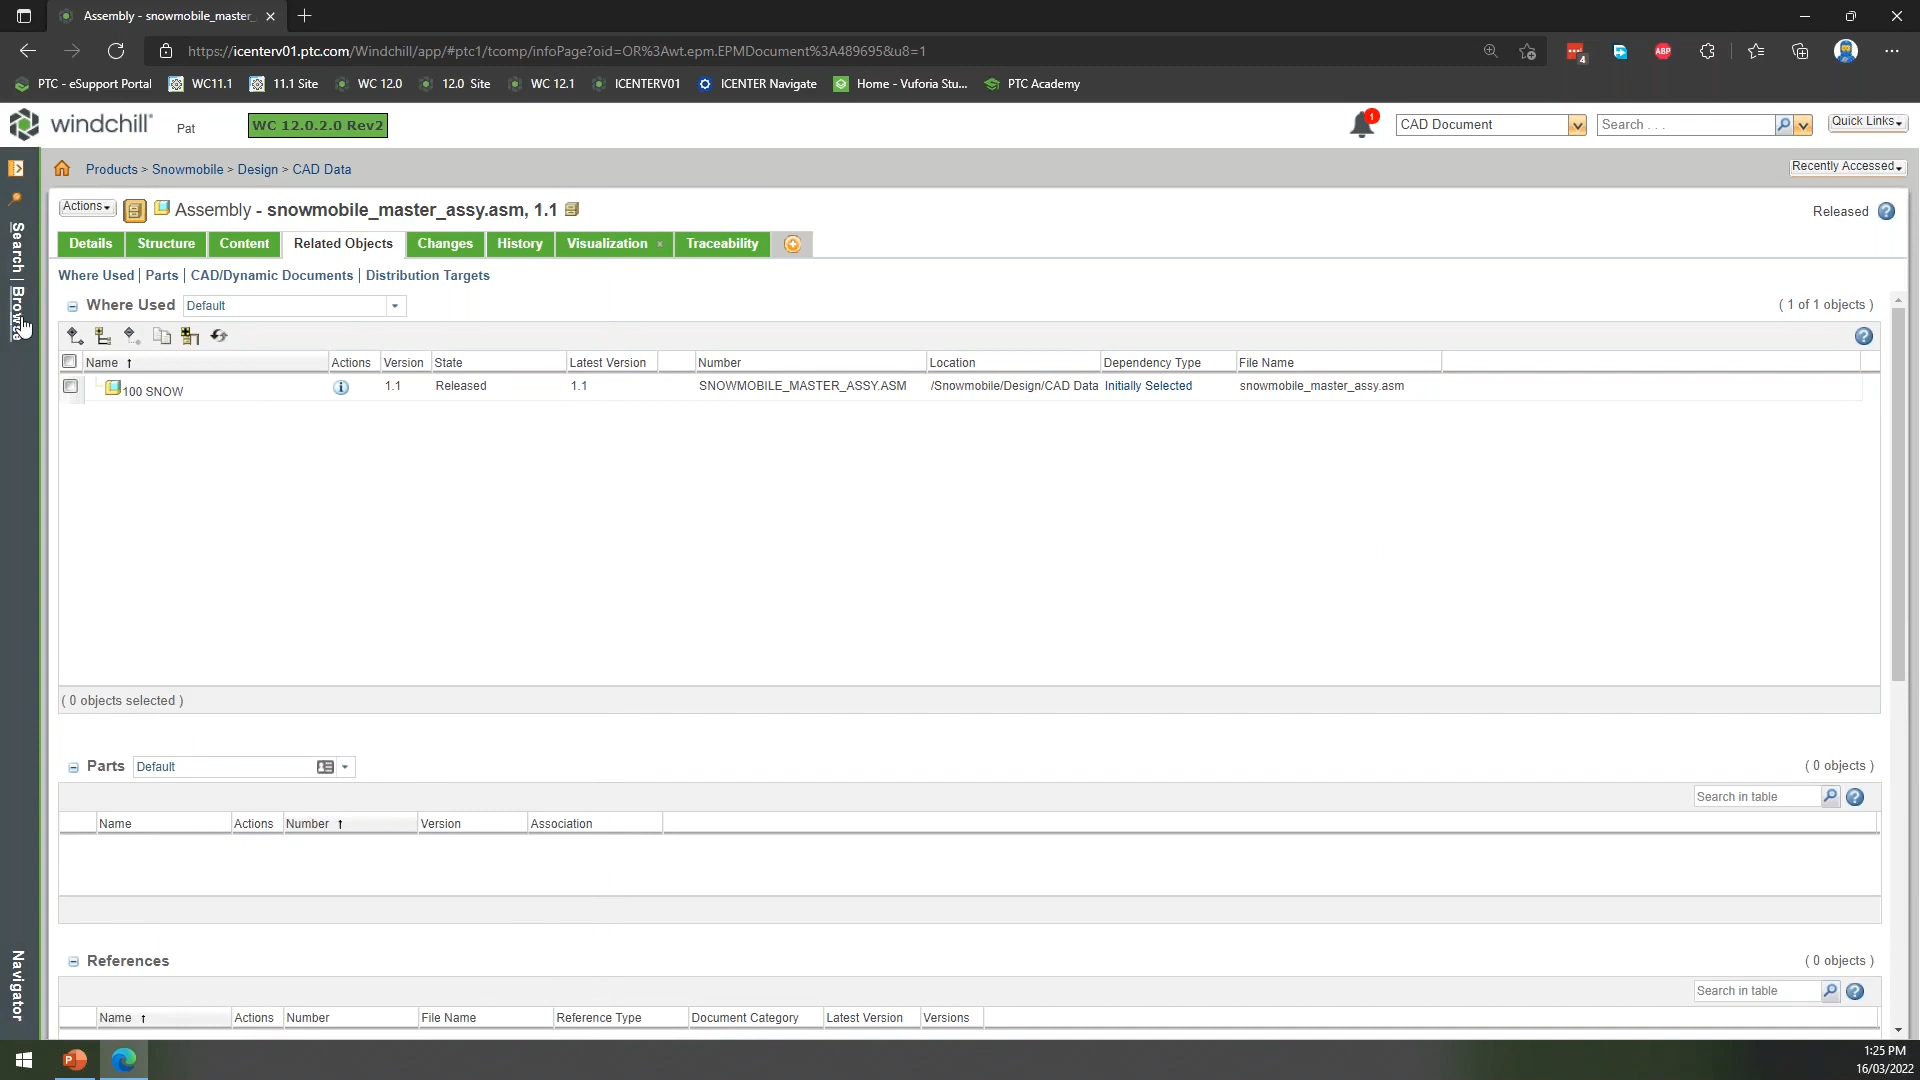 Assembly - snowmobile_master_
https://icenterv01.ptc.com/Windchill/app/#ptc1/tcomp/infoPage?oid=OR%3Awt.epm.EPMDocument%3A489695&u8=1
4
ABP
PTC - eSupport Portal WC11.1 11.1 Site WC 12.0 12.0 Site WC 12.1 ICENTERV01 ICENTER Navigate Home - Vuforia Stu... PTC Academy
windchill Pat WC 12.0.2.0 Rev2 1 CAD Document Search . . . Quick Links
Products > Snowmobile > Design > CAD Data Recently Accessed
Search | Browse
Navigator
Actions Assembly - snowmobile_master_assy.asm, 1.1 Released
Details Structure Content Related Objects Changes History Visualization × Traceability
Where Used | Parts | CAD/Dynamic Documents | Distribution Targets
Where Used Default ( 1 of 1 objects )
Name ↑ Actions Version State Latest Version Number Location Dependency Type File Name
100 SNOW 1.1 Released 1.1 SNOWMOBILE_MASTER_ASSY.ASM /Snowmobile/Design/CAD Data Initially Selected snowmobile_master_assy.asm
( 0 objects selected )
Parts Default ( 0 objects )
Search in table
Name Actions Number ↑ Version Association
References ( 0 objects )
Search in table
Name ↑ Actions Number File Name Reference Type Document Category Latest Version Versions
1:25 PM
16/03/2022